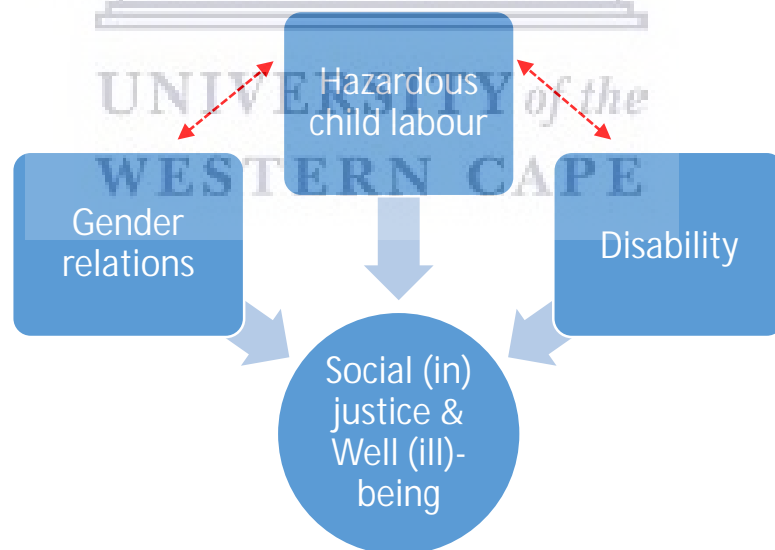 UNIVERSITY of the
WESTERN CAPE
Hazardous
child labour
Gender
relations
Disability
Social (in)
justice &
Well (ill)-
being